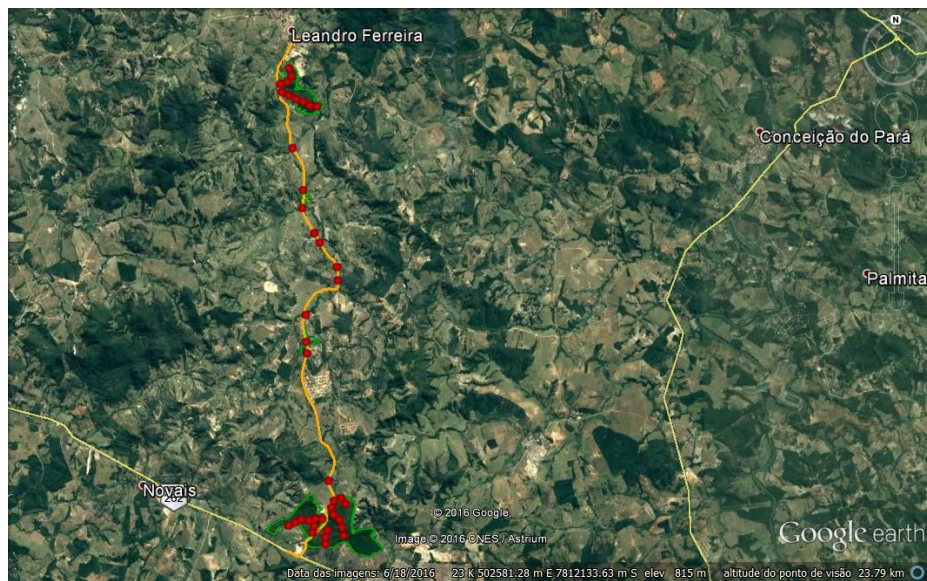 Leandro Ferreira
N
Conceição do Pará
Palmita
Novais
262
© 2016 Google
Image © 2016 CNES / Astrium
Google earth
Data das imagens: 6/18/2016 23 K 502581.28 m E 7812133.63 m S elev 815 m altitude do ponto de visão 23.79 km